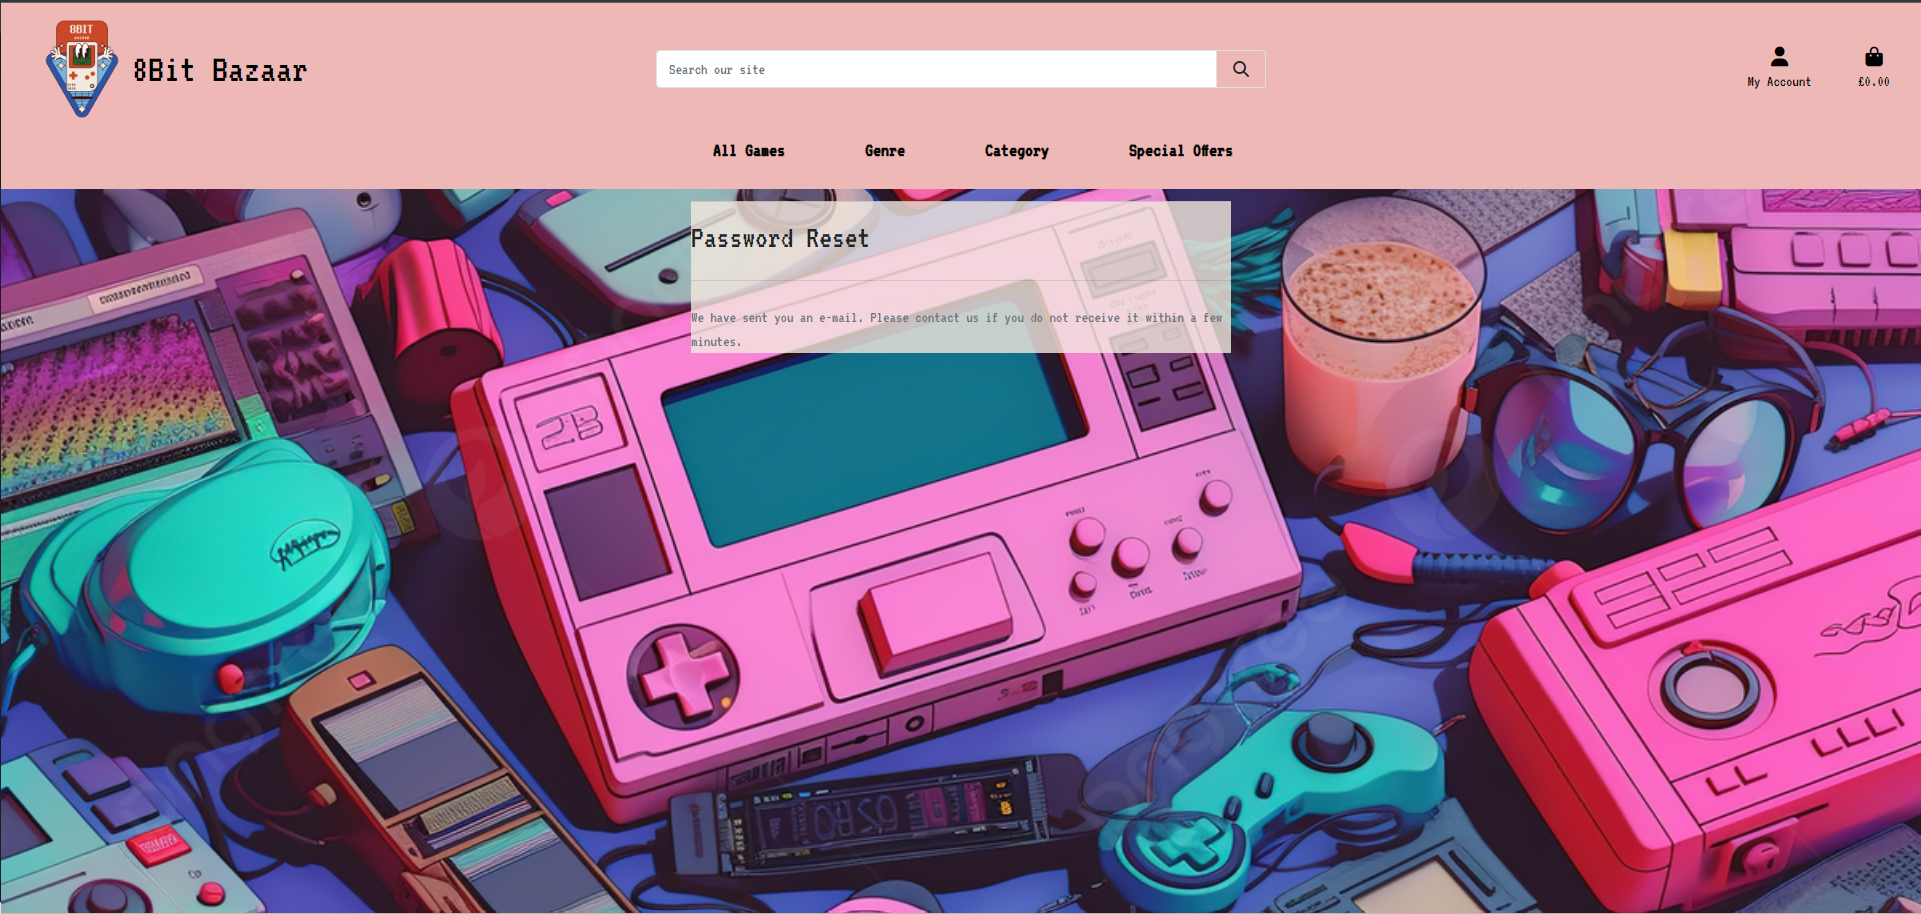 8BIT
BAZAAR
8Bit Bazaar
Search our site
My Account
£0.00
All Games
Genre
Category
Special Offers
Password Reset
We have sent you an e-mail. Please contact us if you do not receive it within a few
minutes.